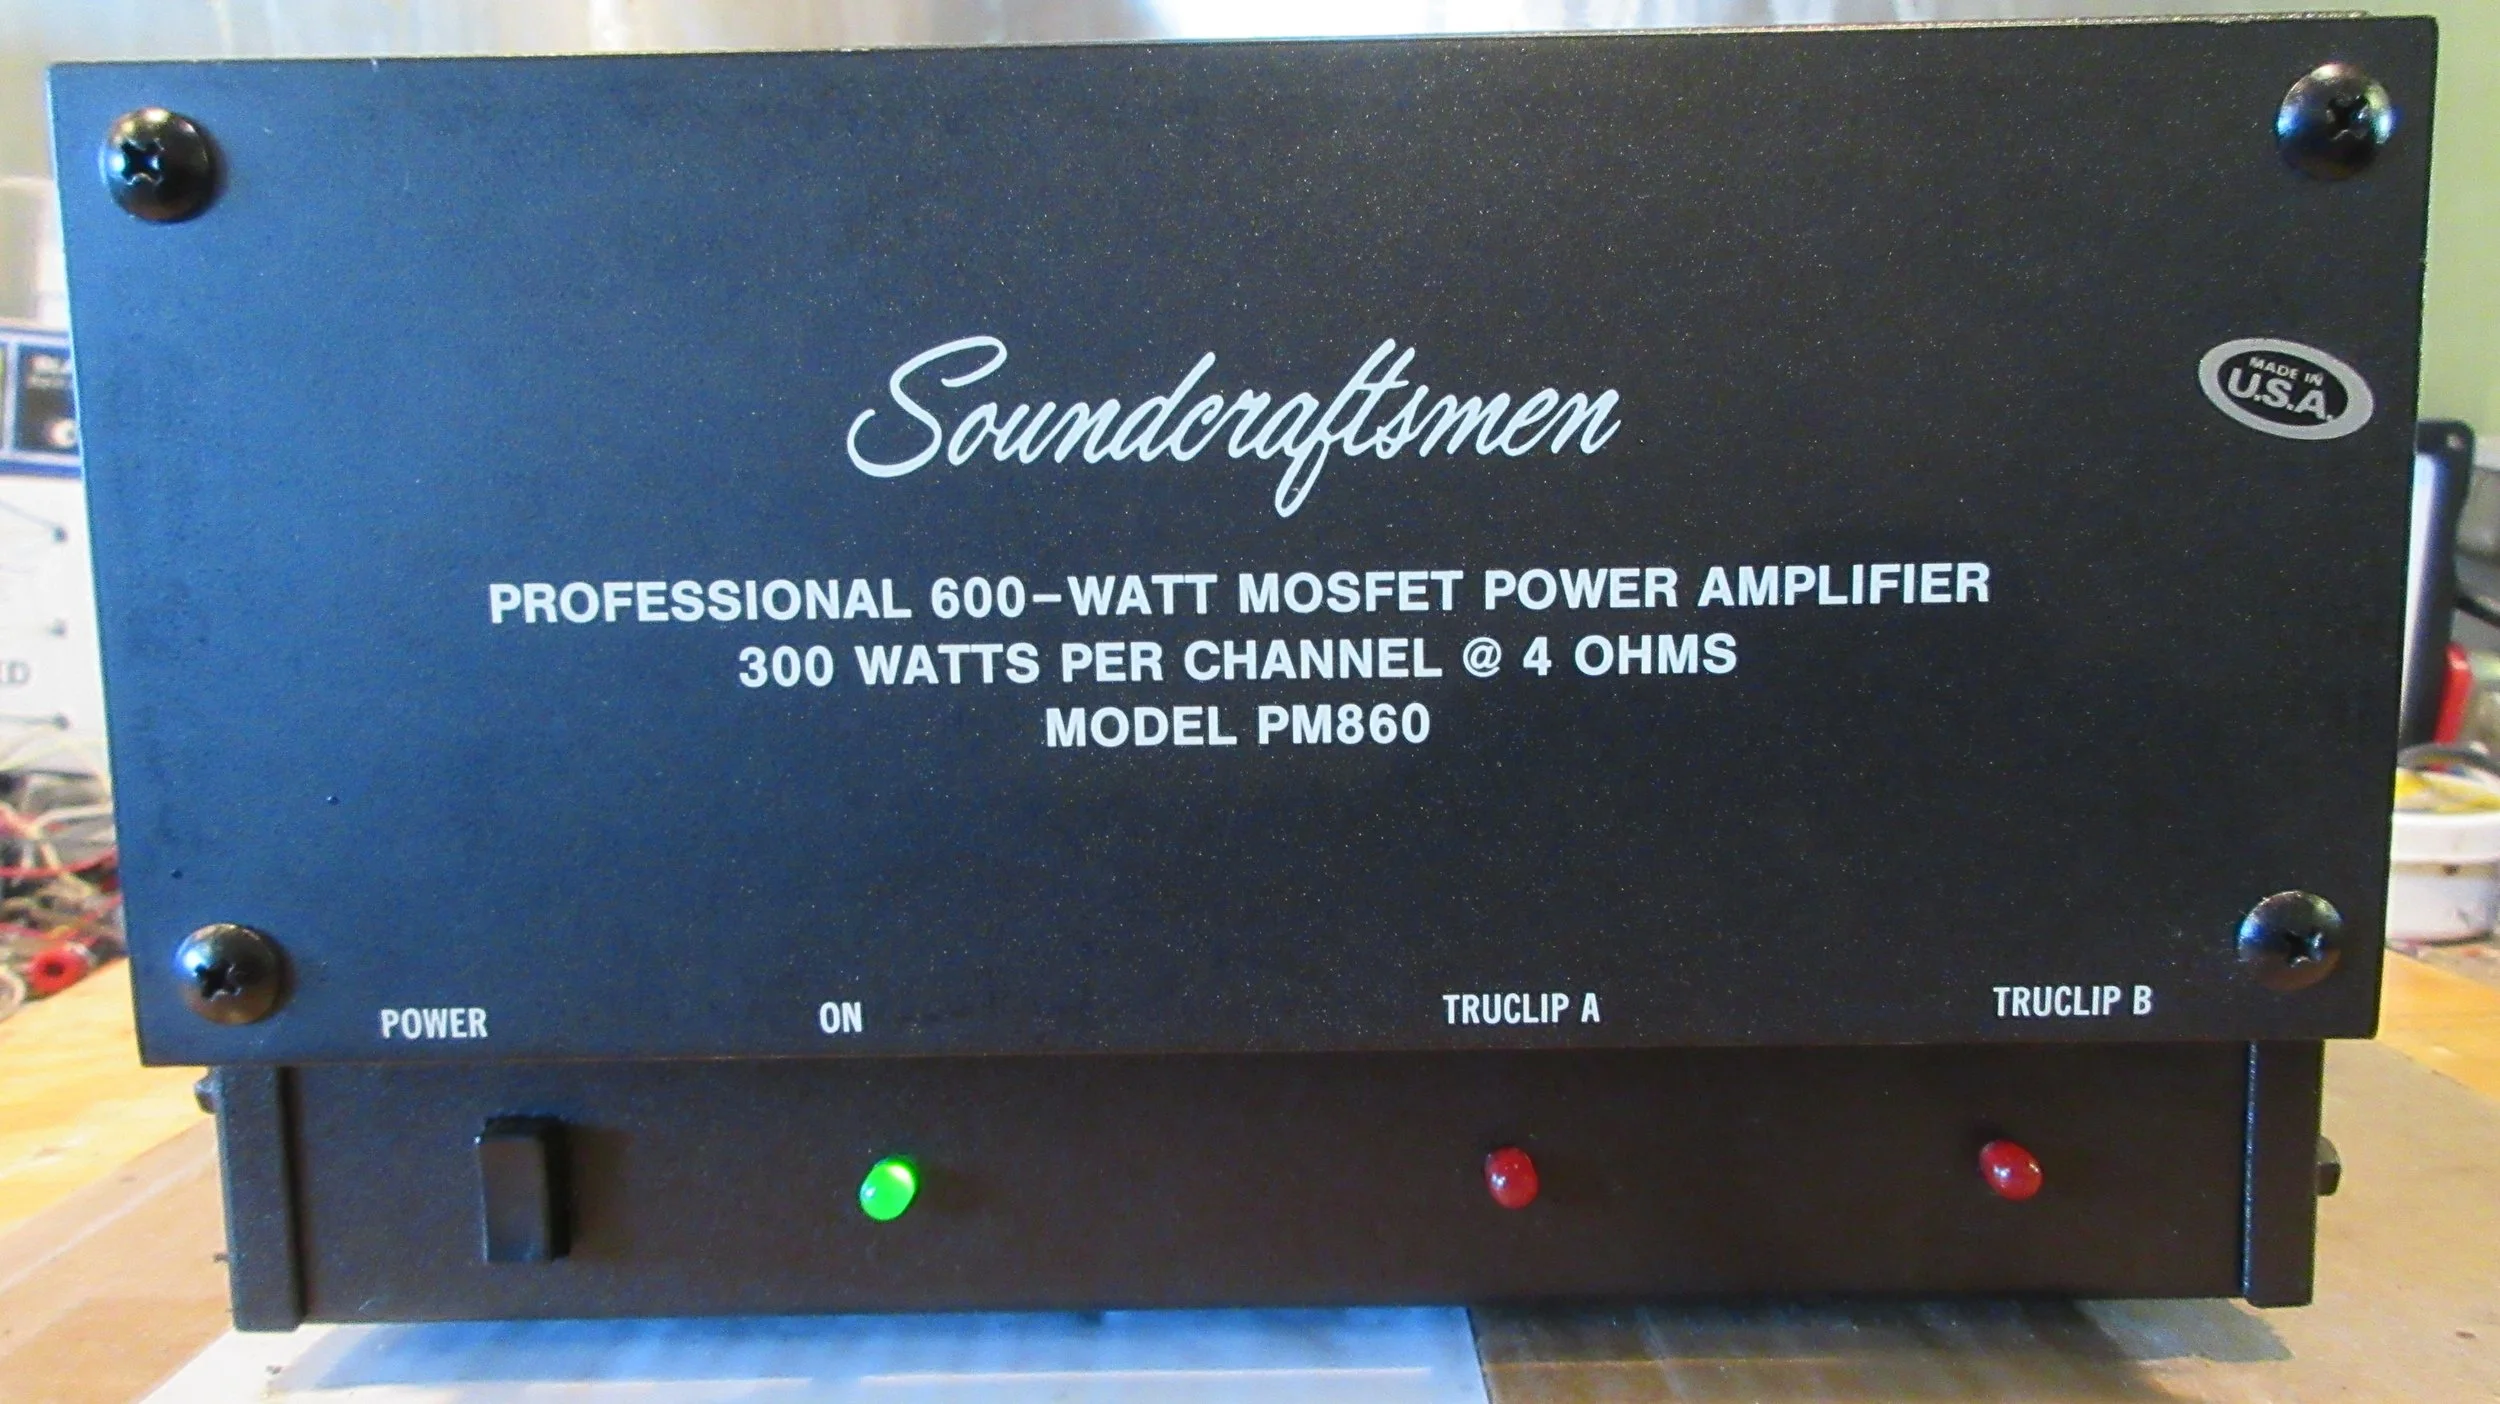 Soundcraftsmen
MADE IN
U.S.A.
PROFESSIONAL 600-WATT MOSFET POWER AMPLIFIER
300 WATTS PER CHANNEL @ 4 OHMS
MODEL PM860
POWER
ON
TRUCLIP A
TRUCLIP B